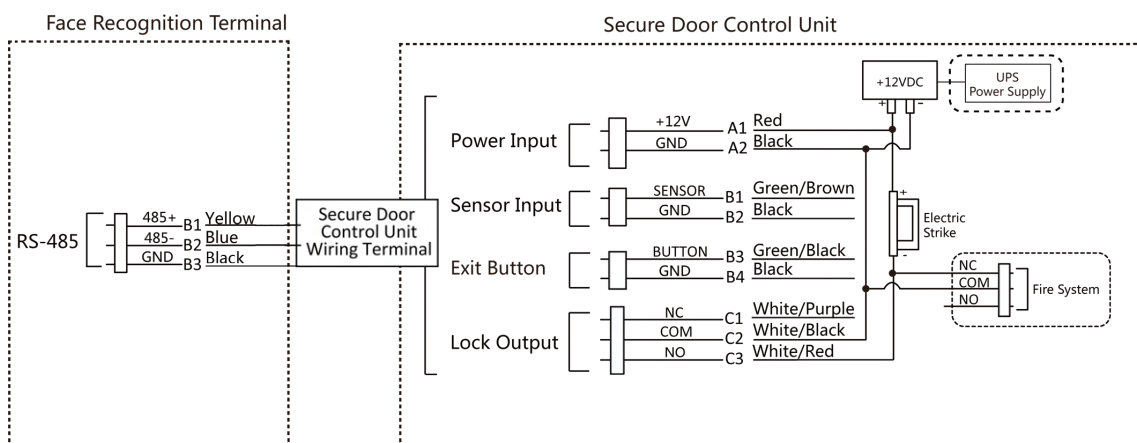 Face Recognition Terminal
Secure Door Control Unit
+12VDC
+ -
UPS
Power Supply
Power Input
+12V A1 Red
GND A2 Black
Sensor Input
SENSOR B1 Green/Brown
GND B2 Black
+
Electric
Strike
-
RS-485
485+ B1 Yellow
485- B2 Blue
GND B3 Black
Secure Door
Control Unit
Wiring Terminal
Exit Button
BUTTON B3 Green/Black
GND B4 Black
NC
COM
NO
Fire System
Lock Output
NC C1 White/Purple
COM C2 White/Black
NO C3 White/Red